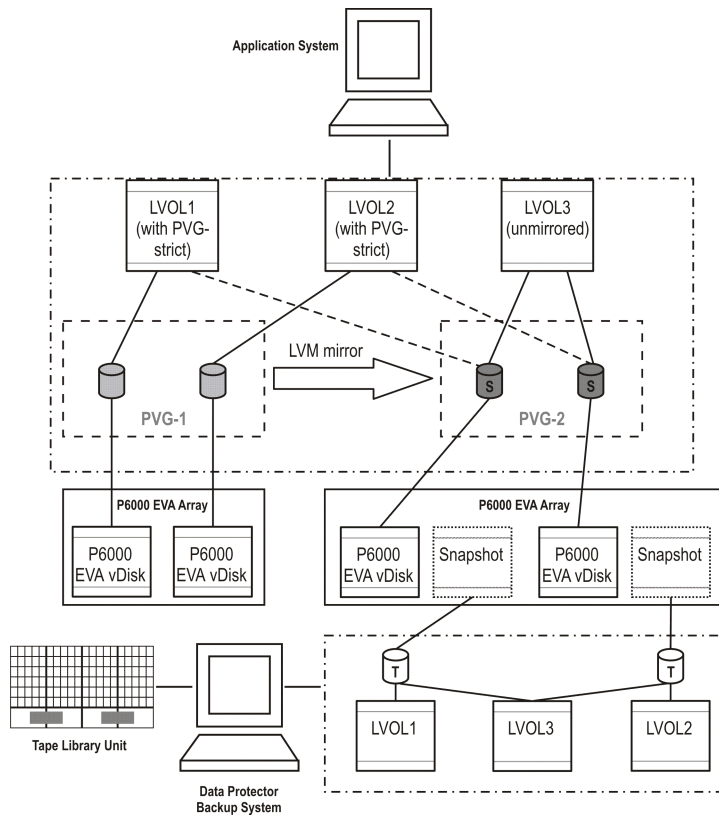 Application System
LVOL1
(with PVG-
strict)
LVOL2
(with PVG-
strict)
LVOL3
(unmirrored)
LVM mirror
S
S
PVG-1
PVG-2
P6000 EVA Array
P6000
EVA vDisk
P6000
EVA vDisk
P6000 EVA Array
P6000
EVA vDisk
Snapshot
P6000
EVA vDisk
Snapshot
T
T
LVOL1
LVOL3
LVOL2
Tape Library Unit
Data Protector
Backup System